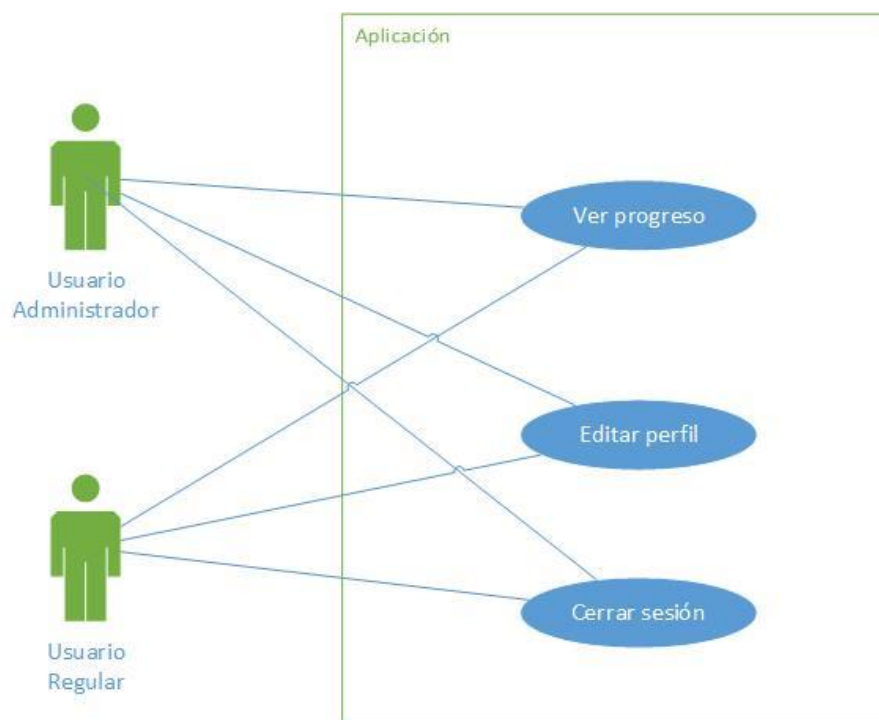 Aplicación
Ver progreso
Usuario
Administrador
Editar perfil
Cerrar sesión
Usuario
Regular